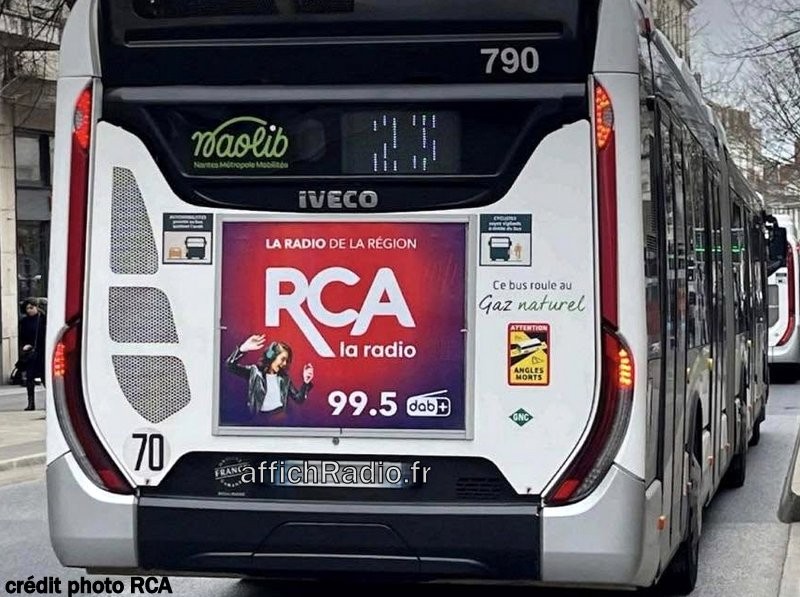 790
Naolib
Nantes Métropole Mobilités
IVECO
LA RADIO DE LA RÉGION
RCA
la radio
99.5 dab+
Ce bus roule au
Gaz naturel
ATTENTION
ANGLES
MORTS
GNC
70
FRANCE
affichRadio.fr
crédit photo RCA